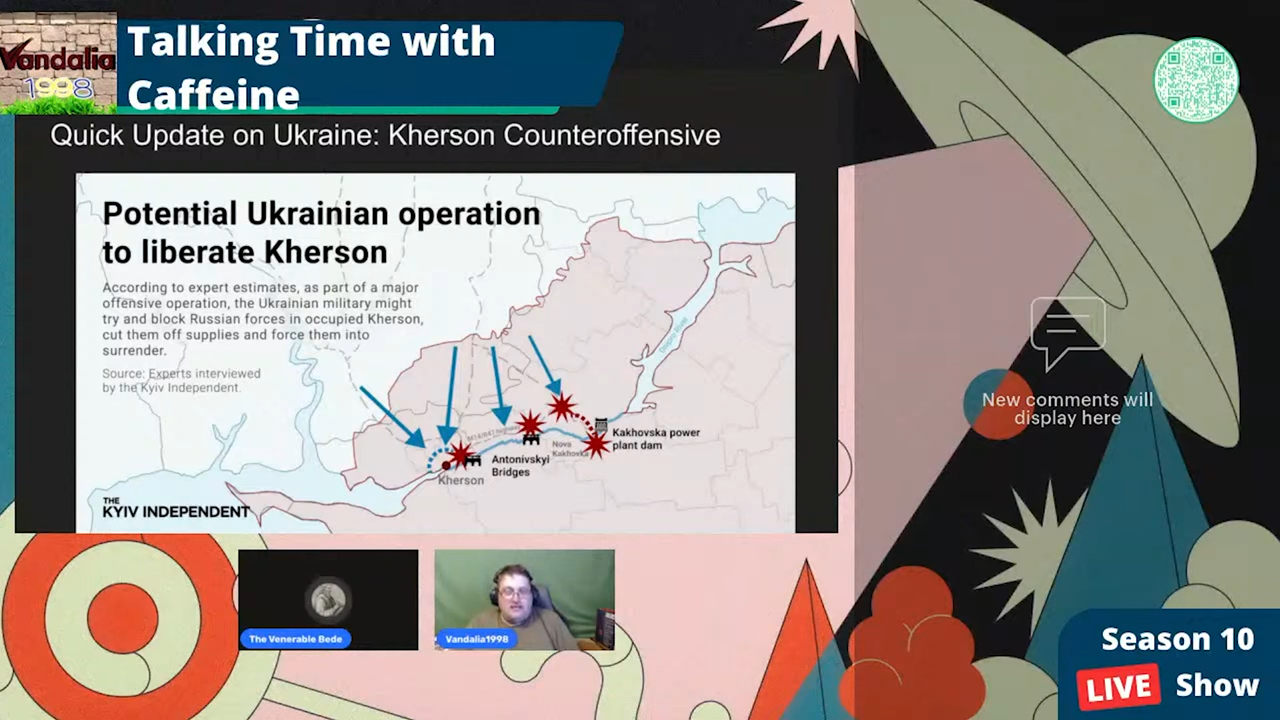 Vandalia
1998
Talking Time with
Caffeine
Quick Update on Ukraine: Kherson Counteroffensive
Potential Ukrainian operation
to liberate Kherson
According to expert estimates, as part of a major
offensive operation, the Ukrainian military might
try and block Russian forces in occupied Kherson,
cut them off supplies and force them into
surrender.
Source: Experts interviewed
by the Kyiv Independent.
Dnipro River
Kakhovska power
plant dam
Nova
Kakhovka
Antonivskyi
Bridges
Kherson
THE
KYIV INDEPENDENT
New comments will
display here
The Venerable Bede
Vandalia1998
Season 10
LIVE Show